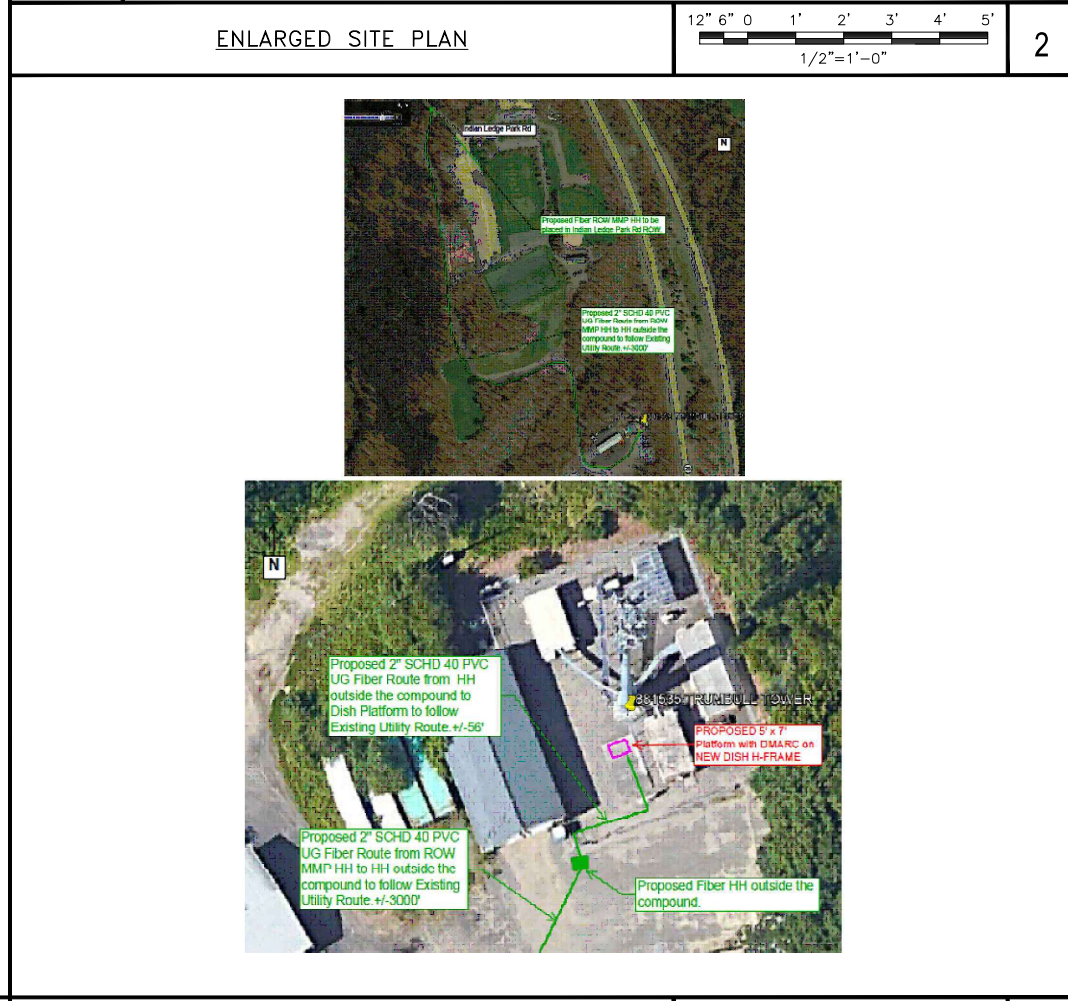 ENLARGED SITE PLAN
12" 6" 0 1' 2' 3' 4' 5'
1/2"=1'-0"
2
Indian Ledge Park Rd
N
Proposed Fiber ROW MMP HH to be
placed in Indian Ledge Park Rd ROW.
Proposed 2" SCHD 40 PVC
UG Fiber Route from ROW
MMP HH to HH outside the
compound to follow Existing
Utility Route.+/-3000'
N
Proposed 2" SCHD 40 PVC
UG Fiber Route from HH
outside the compound to
Dish Platform to follow
Existing Utility Route.+/-56'
TRUMBULL TOWER
PROPOSED 5' x 7'
Platform with DMARC on
NEW DISH H-FRAME
Proposed 2" SCHD 40 PVC
UG Fiber Route from ROW
MMP HH to HH outside the
compound to follow Existing
Utility Route.+/-3000'
Proposed Fiber HH outside the
compound.